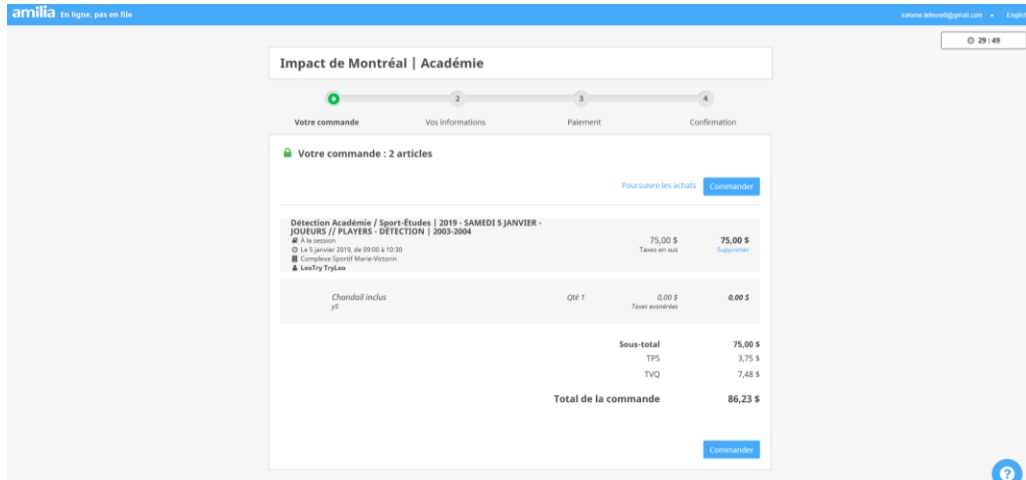 amilia En ligne, pas en file
salome.lefevreti@gmail.com English
29 : 49
Impact de Montréal | Académie
2 3 4
Votre commande Vos informations Paiement Confirmation
Votre commande : 2 articles
Poursuivre les achats Commander
Détection Académie / Sport-Études | 2019 - SAMEDI 5 JANVIER -
JOUEURS // PLAYERS - DÉTECTION | 2003-2004
À la session
Le 5 janvier 2019, de 09:00 à 10:30
Complexe Sportif Marie-Victorin
LeoTry TryLeo
75,00 $ 75,00 $
Taxes en sus Supprimer
Chandail inclus Qté 1 0,00 $ 0,00 $
yS Taxes exonérées
Sous-total 75,00 $
TPS 3,75 $
TVQ 7,48 $
Total de la commande 86,23 $
Commander
?